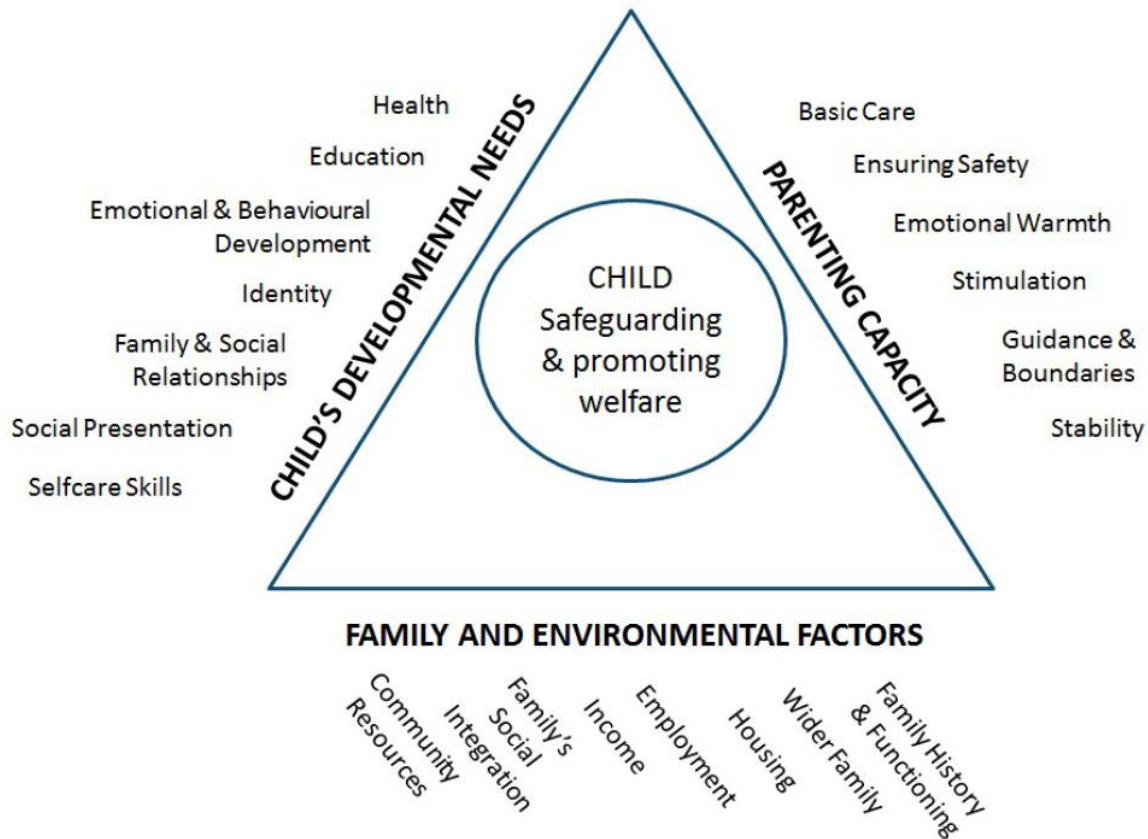 Health
Education
Emotional & Behavioural
Development
Identity
Family & Social
Relationships
Social Presentation
Selfcare Skills
CHILD'S DEVELOPMENTAL NEEDS
CHILD
Safeguarding
& promoting
welfare
PARENTING CAPACITY
Basic Care
Ensuring Safety
Emotional Warmth
Stimulation
Guidance &
Boundaries
Stability
FAMILY AND ENVIRONMENTAL FACTORS
Community
Resources
Family's
Social
Integration
Income
Employment
Housing
Wider Family
Family History
& Functioning